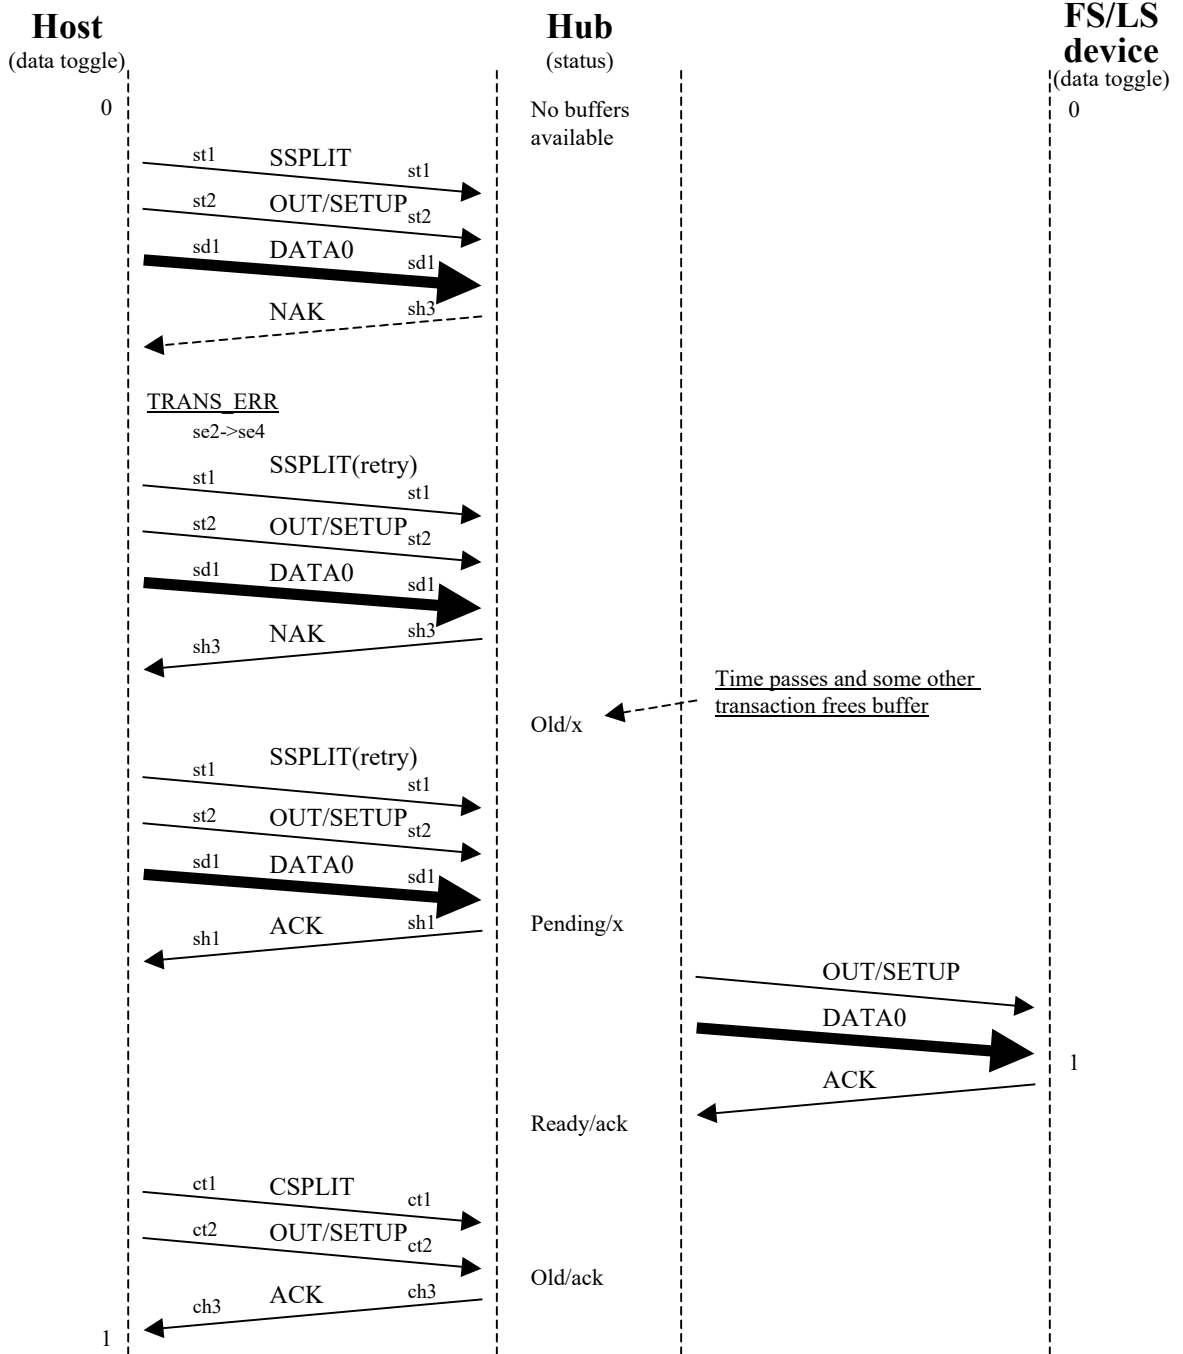 Host
(data toggle)
Hub
(status)
FS/LS
device
(data toggle)
0
No buffers
available
0
st1 SSPLIT st1
st2 OUT/SETUP st2
sd1 DATA0 sd1
NAK sh3
TRANS_ERR
se2->se4
SSPLIT(retry)
st1 st1
st2 OUT/SETUP st2
sd1 DATA0 sd1
sh3 NAK sh3
Time passes and some other
transaction frees buffer
Old/x
SSPLIT(retry)
st1 st1
st2 OUT/SETUP st2
sd1 DATA0 sd1
sh1 ACK sh1
Pending/x
OUT/SETUP
DATA0
1
ACK
Ready/ack
ct1 CSPLIT ct1
ct2 OUT/SETUP ct2
Old/ack
ch3 ACK ch3
1